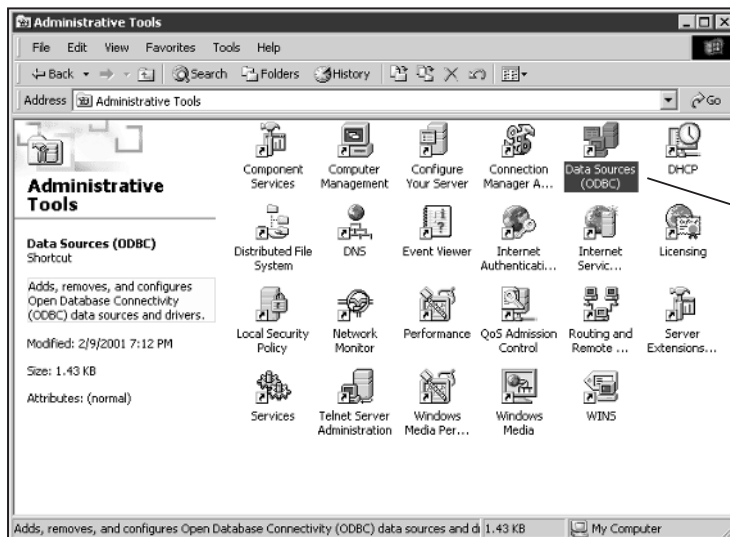 Administrative Tools
File Edit View Favorites Tools Help
Back Search Folders History
Address Administrative Tools Go
Administrative
Tools
Data Sources (ODBC)
Shortcut
Adds, removes, and configures
Open Database Connectivity
(ODBC) data sources and drivers.
Modified: 2/9/2001 7:12 PM
Size: 1.43 KB
Attributes: (normal)
Component
Services
Computer
Management
Configure
Your Server
Connection
Manager A...
Data Sources
(ODBC)
DHCP
Distributed File
System
DNS
Event Viewer
Internet
Authenticati...
Internet
Servic...
Licensing
Local Security
Policy
Network
Monitor
Performance
QoS Admission
Control
Routing and
Remote ...
Server
Extensions...
Services
Telnet Server
Administration
Windows
Media Per...
Windows
Media
WINS
Adds, removes, and configures Open Database Connectivity (ODBC) data sources and di 1.43 KB My Computer